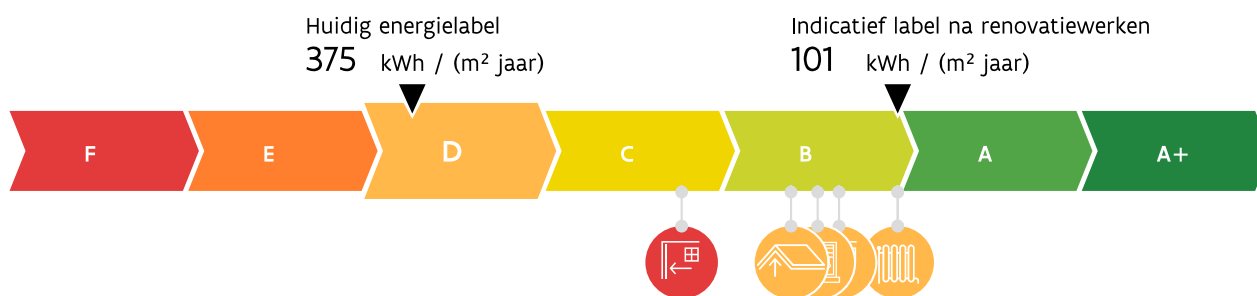 Huidig energielabel
375 kWh / (m² jaar)
Indicatief label na renovatiewerken
101 kWh / (m² jaar)
F E D C B A A+